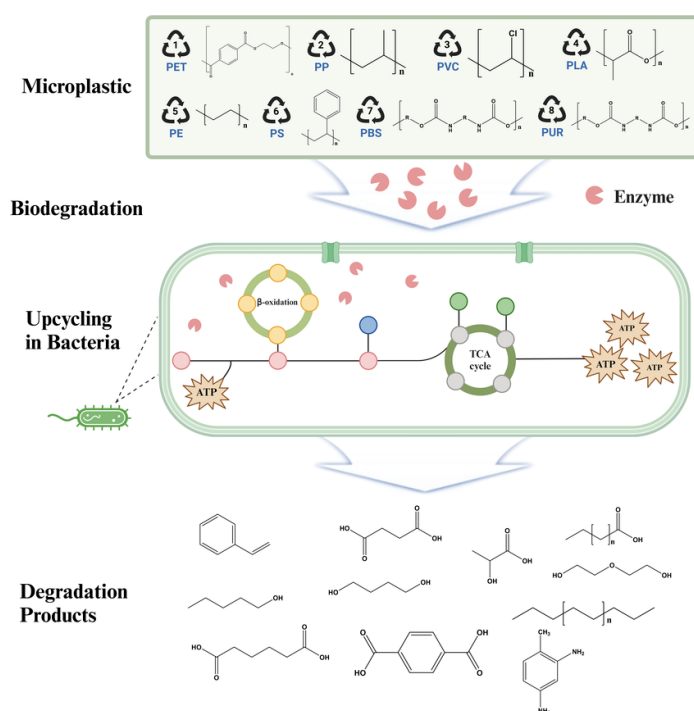 Microplastic
1
PET
n
2
PP
n
3
PVC
Cl
n
4
PLA
O
O
n
5
PE
n
6
PS
n
7
PBS
R
O
O
N
H
R
N
H
O
O
n
8
PUR
R
O
O
N
H
R
N
H
O
O
n
Biodegradation
Enzyme
Upcycling
in Bacteria
β-oxidation
ATP
TCA
cycle
ATP
ATP
ATP
Degradation
Products
HO
O
O
OH
O
OH
OH
n
O
OH
HO
O
OH
OH
HO
OH
n
HO
O
O
OH
O
HO
O
OH
CH₃
NH₂
NH₂